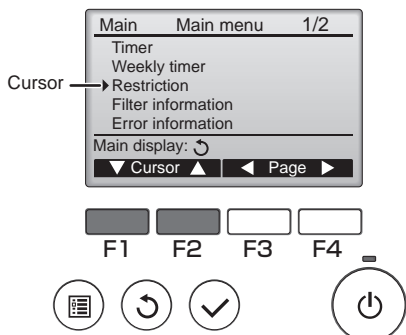 Main Main menu 1/2
Timer
Weekly timer
Cursor Restriction
Filter information
Error information
Main display:
Cursor Page
F1 F2 F3 F4